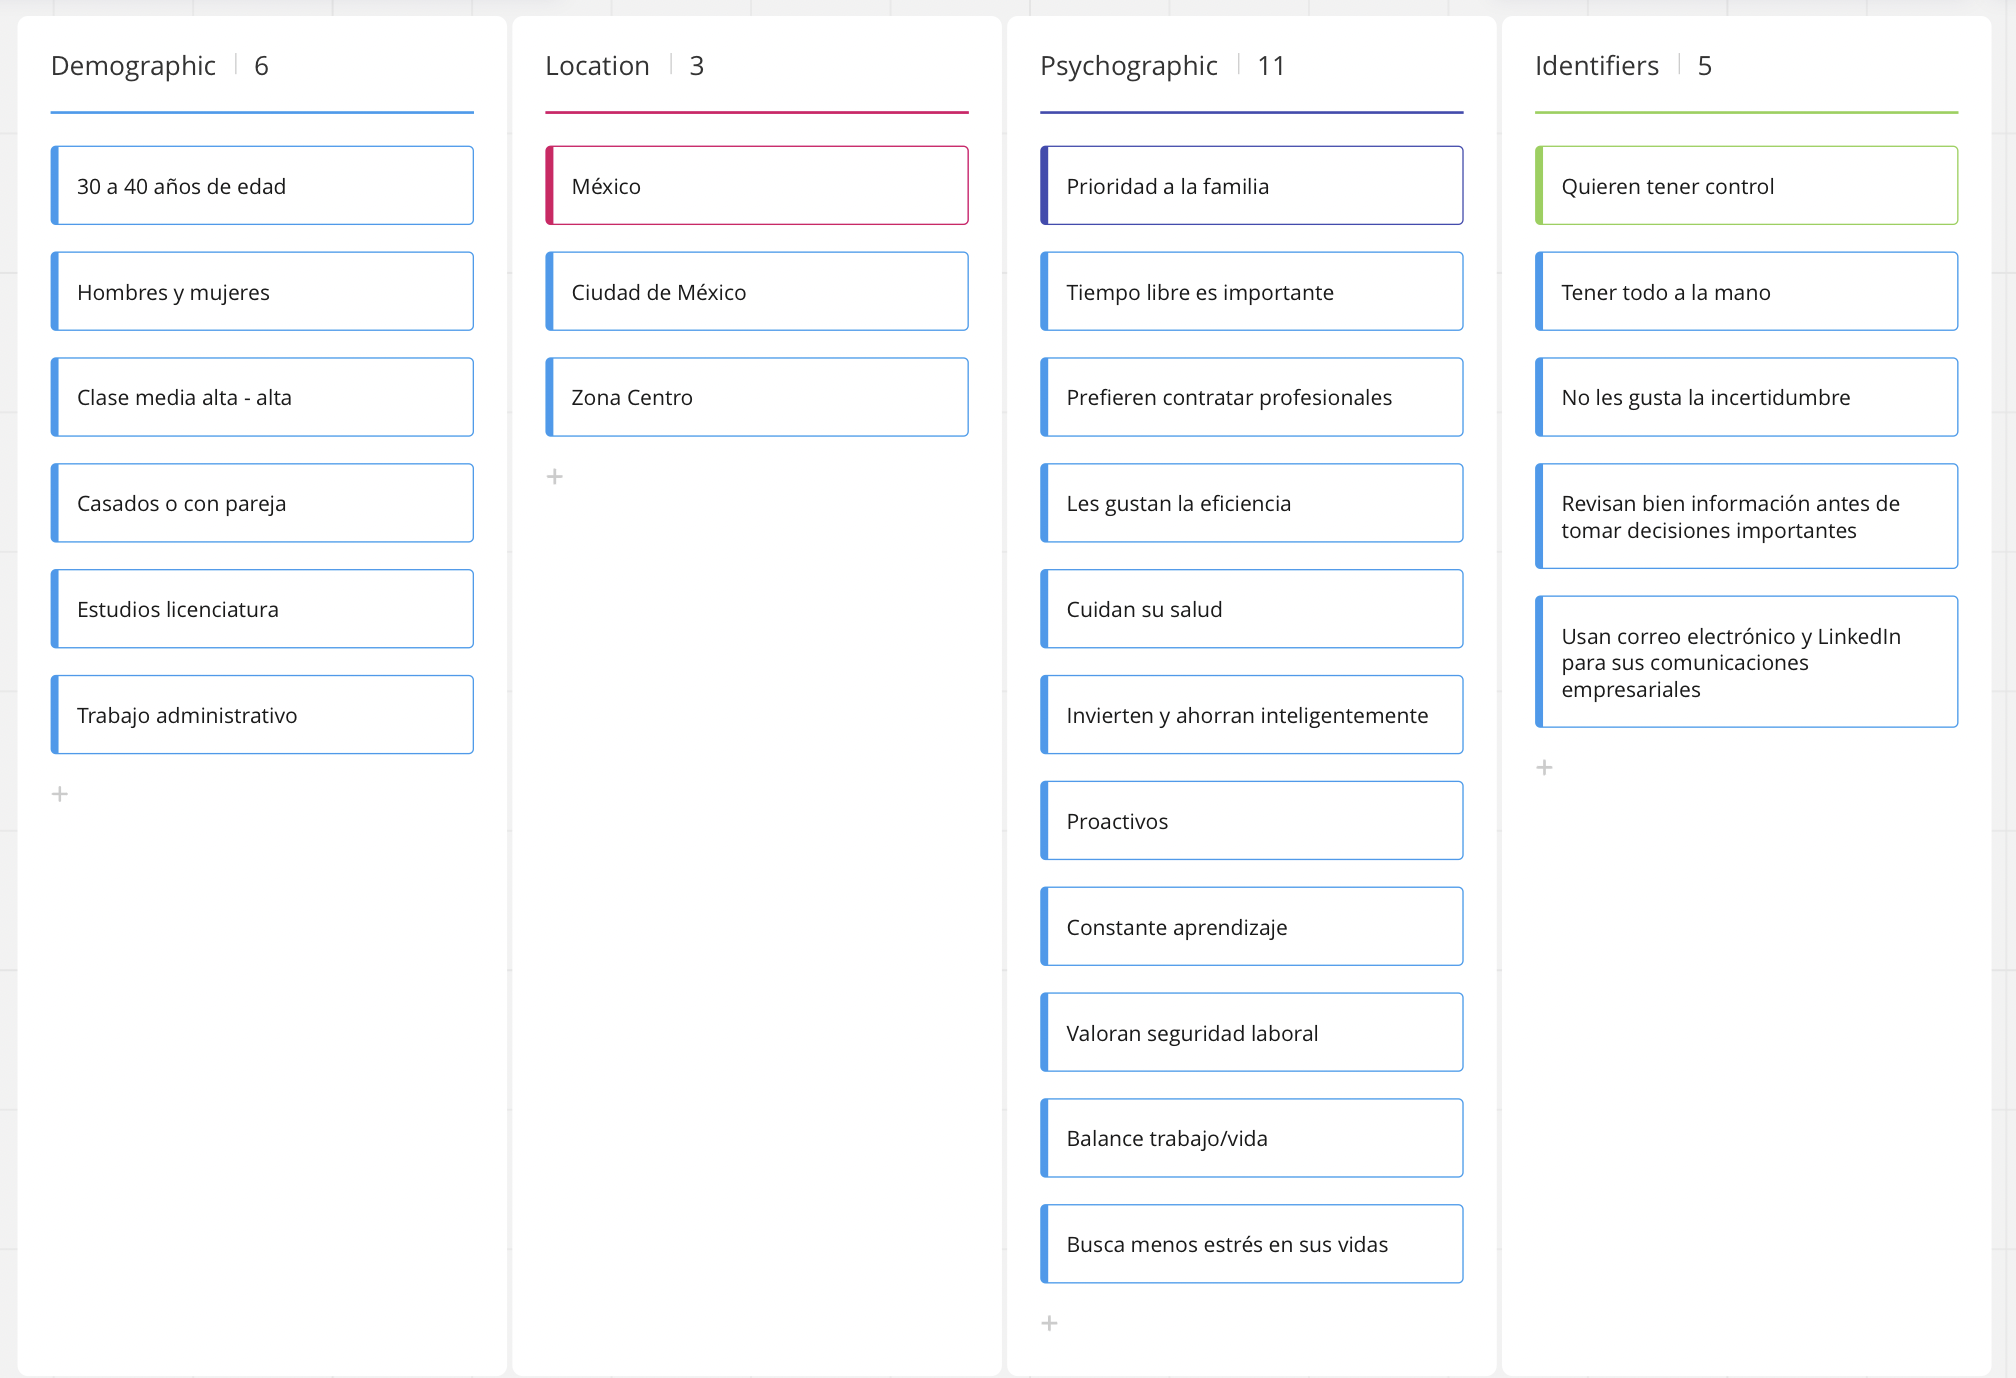 Demographic 6
30 a 40 años de edad
Hombres y mujeres
Clase media alta - alta
Casados o con pareja
Estudios licenciatura
Trabajo administrativo
+
Location 3
México
Ciudad de México
Zona Centro
+
Psychographic 11
Prioridad a la familia
Tiempo libre es importante
Prefieren contratar profesionales
Les gustan la eficiencia
Cuidan su salud
Invierten y ahorran inteligentemente
Proactivos
Constante aprendizaje
Valoran seguridad laboral
Balance trabajo/vida
Busca menos estrés en sus vidas
+
Identifiers 5
Quieren tener control
Tener todo a la mano
No les gusta la incertidumbre
Revisan bien información antes de
tomar decisiones importantes
Usan correo electrónico y LinkedIn
para sus comunicaciones
empresariales
+